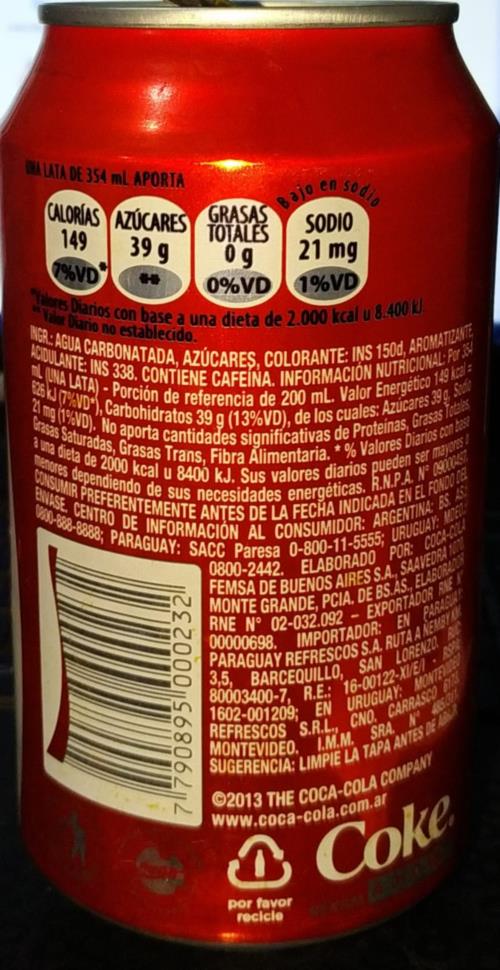 UNA LATA DE 354 mL APORTA
Bajo en sodio
CALORÍAS 149 7%VD*
AZÚCARES 39 g **
GRASAS TOTALES 0 g 0%VD
SODIO 21 mg 1%VD
*Valores Diarios con base a una dieta de 2.000 kcal u 8.400 kJ.
** Valor Diario no establecido.
INGR.: AGUA CARBONATADA, AZÚCARES, COLORANTE: INS 150d, AROMATIZANTE,
ACIDULANTE: INS 338. CONTIENE CAFEÍNA. INFORMACIÓN NUTRICIONAL: Por 354
mL (UNA LATA) - Porción de referencia de 200 mL. Valor Energético 149 kcal =
626 kJ (7%VD*), Carbohidratos 39 g (13%VD), de los cuales: Azúcares 39 g, Sodio
21 mg (1%VD). No aporta cantidades significativas de Proteínas, Grasas Totales,
Grasas Saturadas, Grasas Trans, Fibra Alimentaria. * % Valores Diarios con base
a una dieta de 2000 kcal u 8400 kJ. Sus valores diarios pueden ser mayores o
menores dependiendo de sus necesidades energéticas. R.N.P.A. N°
CONSUMIR PREFERENTEMENTE ANTES DE LA FECHA INDICADA EN EL FONDO DEL
ENVASE. CENTRO DE INFORMACIÓN AL CONSUMIDOR: ARGENTINA: BS. AS.
0800-888-8888; PARAGUAY: SACC Paresa 0-800-11-5555; URUGUAY:
0800-2442. ELABORADO POR: COCA-COLA
FEMSA DE BUENOS AIRES S.A., SAAVEDRA
MONTE GRANDE, PCIA. DE BS.AS. ELABORADOR
RNE N° 02-032.092 – EXPORTADOR RNE N°
00000698. IMPORTADOR: EN PARAGUAY:
PARAGUAY REFRESCOS S.A. RUTA A ÑEMBY KM
3,5, BARCEQUILLO, SAN LORENZO,
80003400-7, R.E.: 16-00122-XI/E/I -
1602-001209; EN URUGUAY: MONTEVIDEO
REFRESCOS S.R.L., CNO. CARRASCO
MONTEVIDEO. I.M.M. SRA. N°
SUGERENCIA: LIMPIE LA TAPA ANTES DE ABRIR.
7 790895 000232
©2013 THE COCA-COLA COMPANY
www.coca-cola.com.ar
Coke.
por favor
recicle